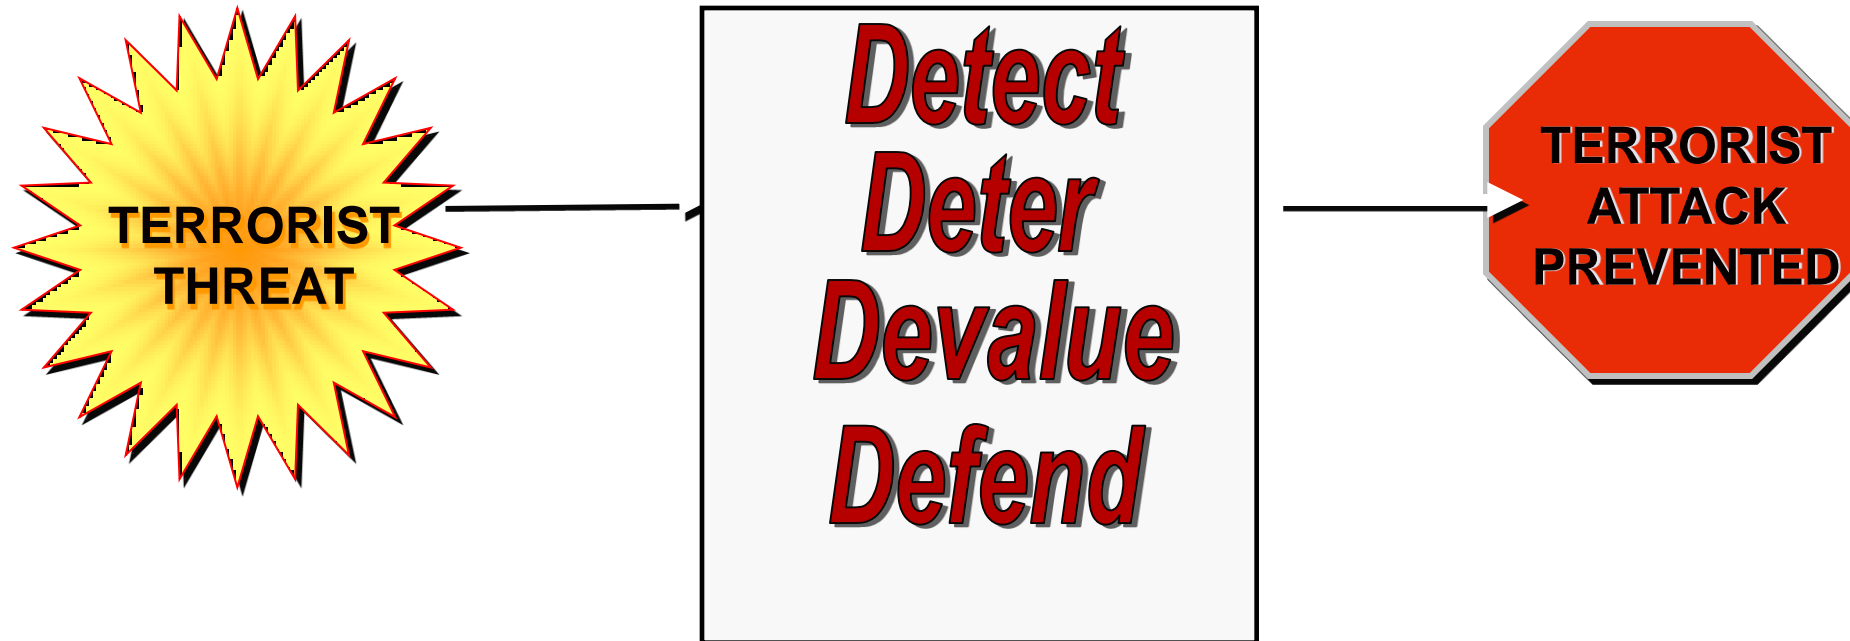 TERRORIST
THREAT
Detect
Deter
Devalue
Defend
TERRORIST
ATTACK
PREVENTED